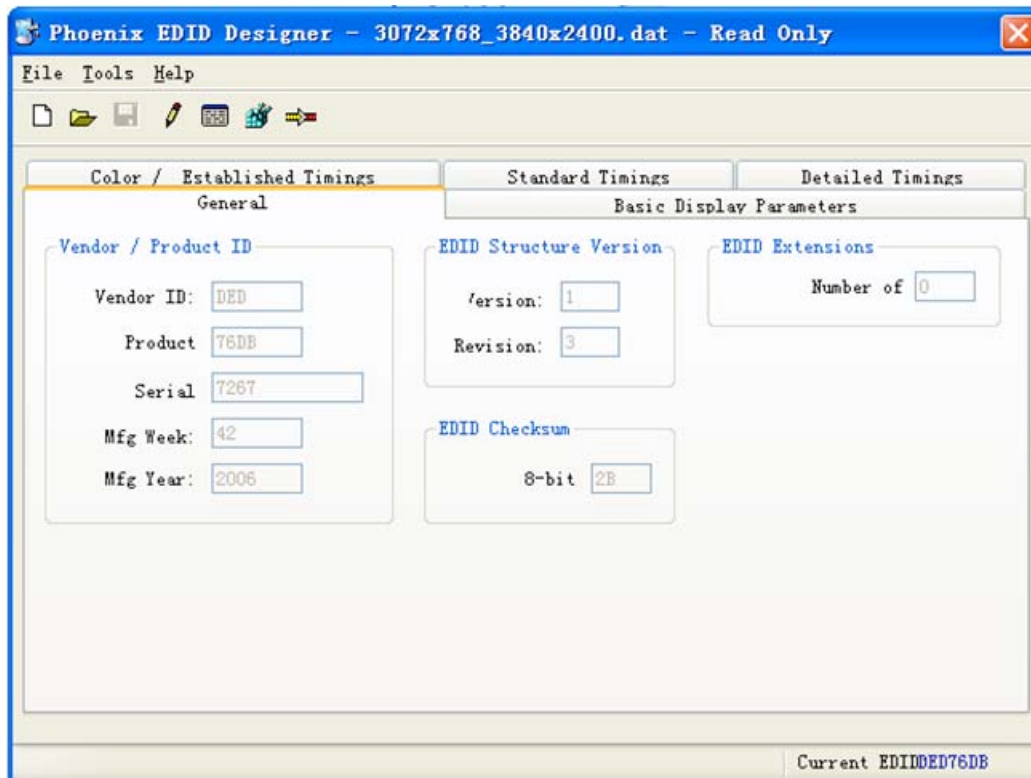 Phoenix EDID Designer - 3072x768_3840x2400.dat - Read Only
File Tools Help
Color / Established Timings
Standard Timings
Detailed Timings
General
Basic Display Parameters
Vendor / Product ID
Vendor ID: DED
Product 76DB
Serial 7267
Mfg Week: 42
Mfg Year: 2006
EDID Structure Version
Version: 1
Revision: 3
EDID Checksum
8-bit 2B
EDID Extensions
Number of 0
Current EDIDDED76DB